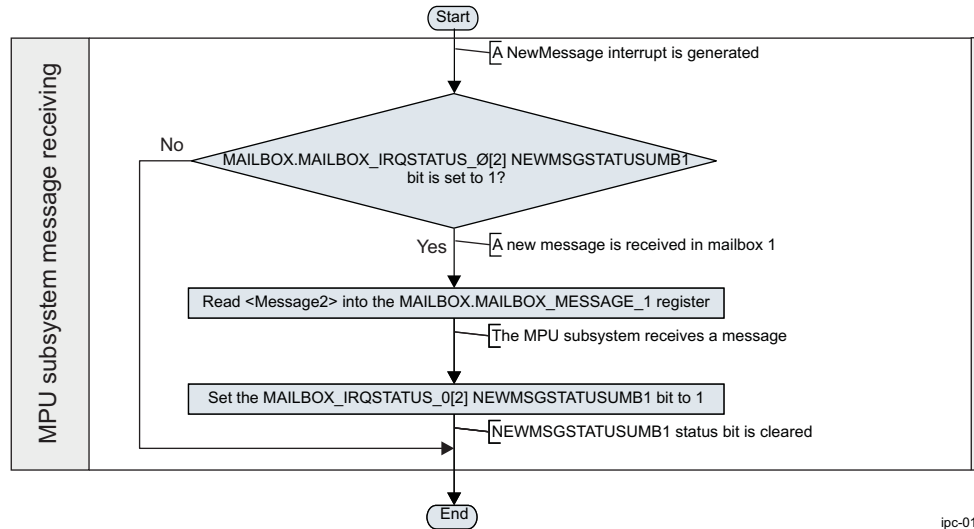 Start
A NewMessage interrupt is generated
MPU subsystem message receiving
No
MAILBOX.MAILBOX_IRQSTATUS_Ø[2] NEWMSGSTATUSUMB1
bit is set to 1?
Yes
A new message is received in mailbox 1
Read <Message2> into the MAILBOX.MAILBOX_MESSAGE_1 register
The MPU subsystem receives a message
Set the MAILBOX_IRQSTATUS_0[2] NEWMSGSTATUSUMB1 bit to 1
NEWMSGSTATUSUMB1 status bit is cleared
End
ipc-01